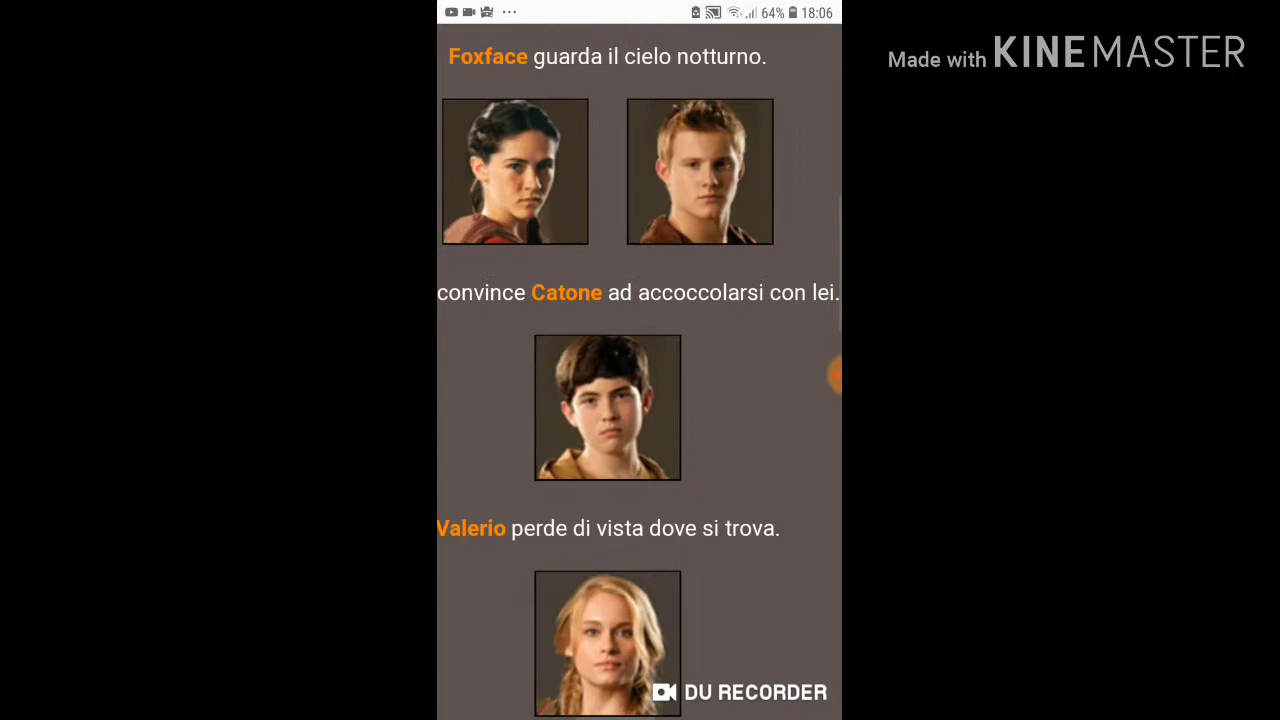 64% 18:06
Made with KINEMASTER
Foxface guarda il cielo notturno.
convince Catone ad accoccolarsi con lei.
Valerio perde di vista dove si trova.
DU RECORDER